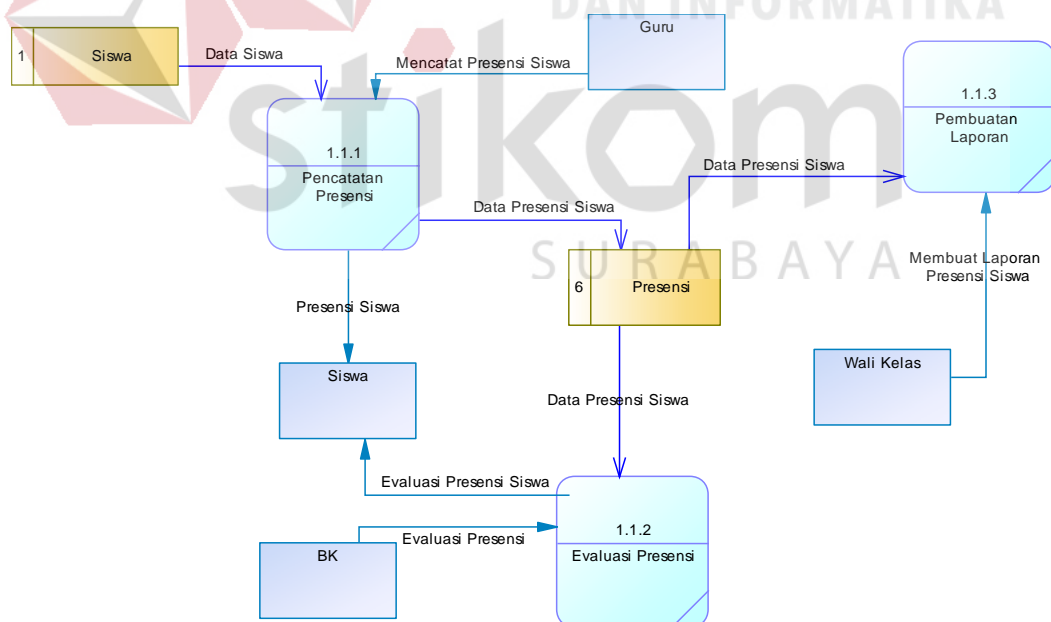 DAN INFORMATIKA
stikom
SURABAYA
1
Siswa
Data Siswa
Mencatat Presensi Siswa
Guru
1.1.3
Pembuatan
Laporan
1.1.1
Pencatatan
Presensi
Data Presensi Siswa
Data Presensi Siswa
6
Presensi
Membuat Laporan
Presensi Siswa
Presensi Siswa
Siswa
Wali Kelas
Data Presensi Siswa
Evaluasi Presensi Siswa
BK
Evaluasi Presensi
1.1.2
Evaluasi Presensi